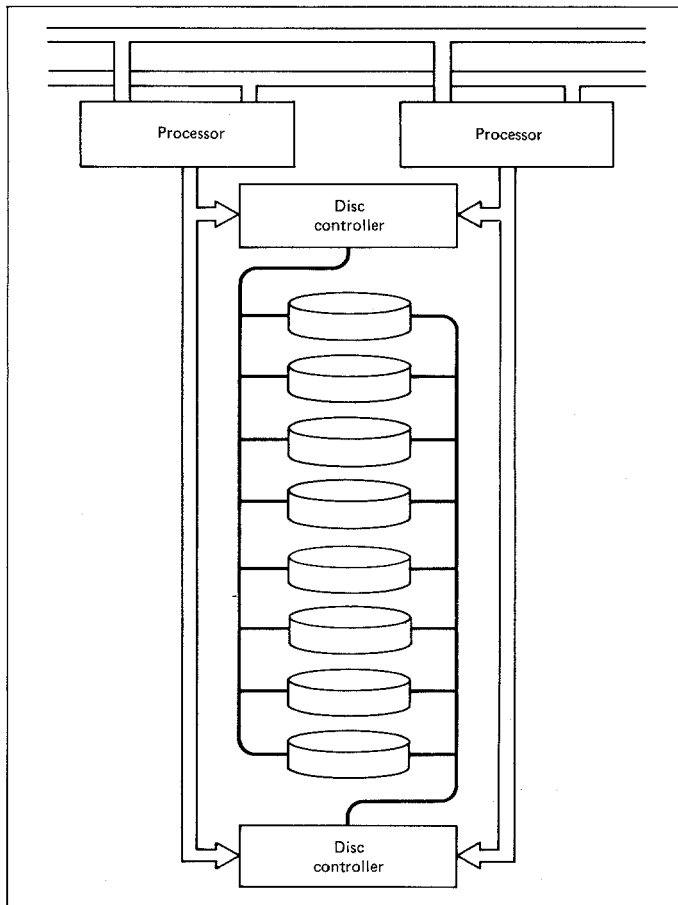 Processor
Processor
Disc
controller
Disc
controller